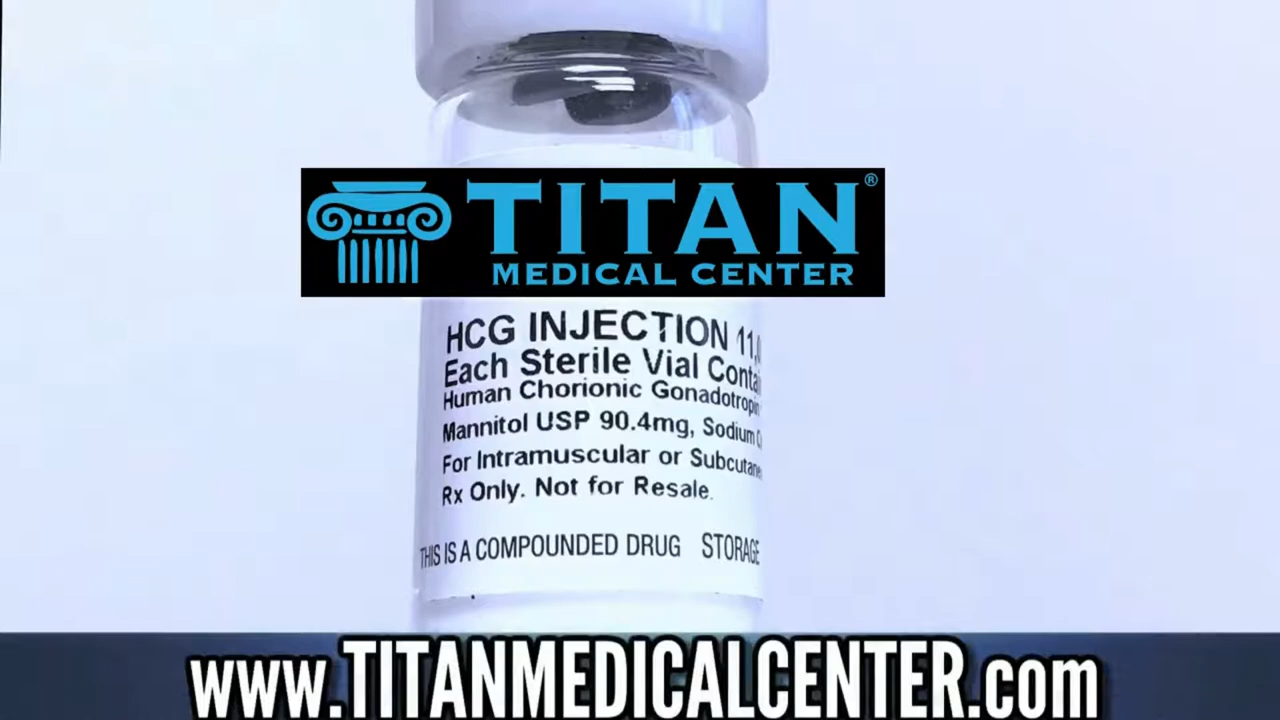 TITAN®
MEDICAL CENTER
HCG INJECTION 11,
Each Sterile Vial
Human Chorionic Gonadotropin
Mannitol USP 90.4mg, Sodium
For Intramuscular or
Rx Only. Not for Resale.
THIS IS A COMPOUNDED DRUG STORAGE
www.TITANMEDICALCENTER.com